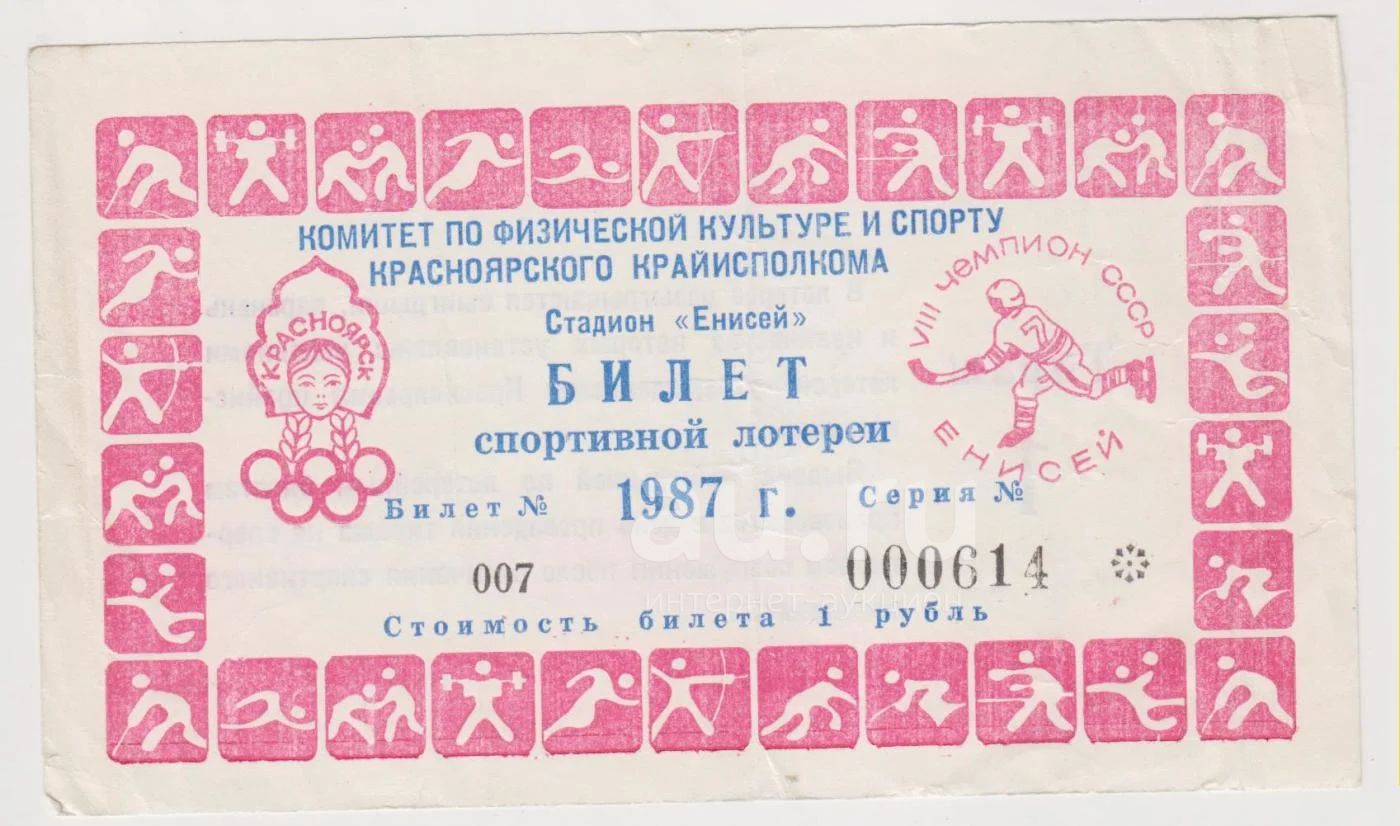 КОМИТЕТ ПО ФИЗИЧЕСКОЙ КУЛЬТУРЕ И СПОРТУ
КРАСНОЯРСКОГО КРАЙИСПОЛКОМА
Стадион «Енисей»
БИЛЕТ
спортивной лотереи
1987 г.
КРАСНОЯРСК
VIII ЧЕМПИОН СССР
ЕНИСЕЙ
Билет №
Серия №
007
000614
Стоимость билета 1 рубль
au.ru
интернет аукцион